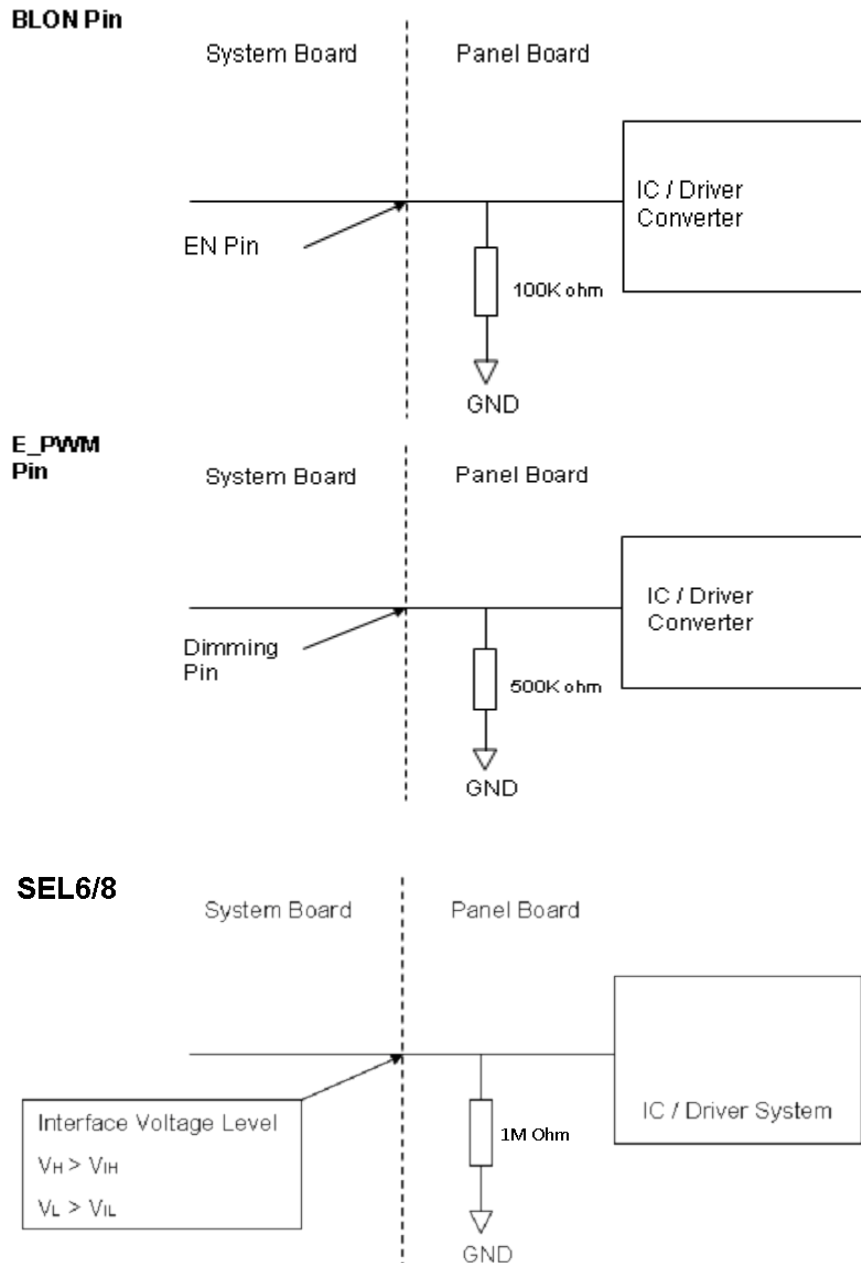 BLON Pin
System Board
Panel Board
IC / Driver
Converter
EN Pin
100K ohm
GND
E_PWM
Pin
System Board
Panel Board
IC / Driver
Converter
Dimming
Pin
500K ohm
GND
SEL6/8
System Board
Panel Board
Interface Voltage Level
VH > VIH
VL > VIL
1M Ohm
IC / Driver System
GND